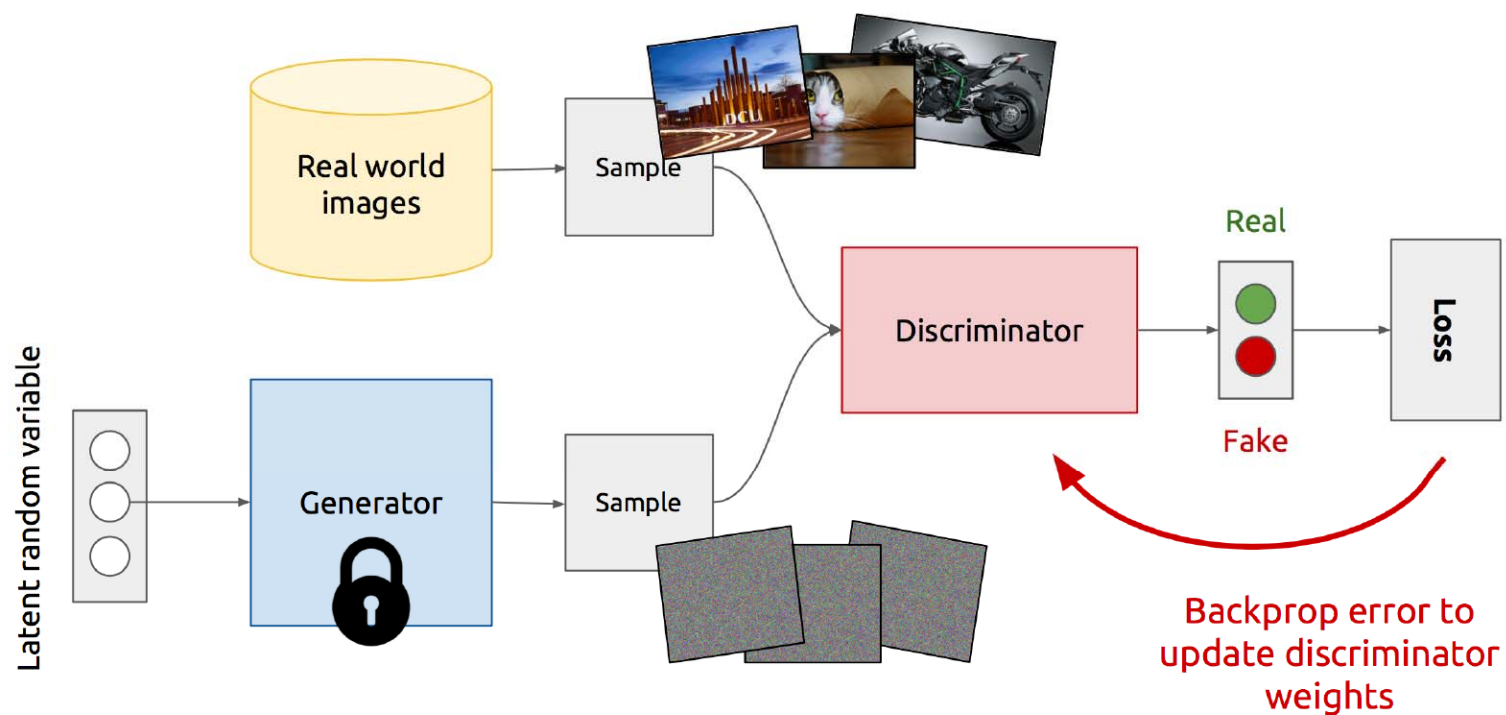 DCU
Real world
images
Sample
Real
Discriminator
Loss
Latent random variable
Generator
Sample
Fake
Backprop error to
update discriminator
weights